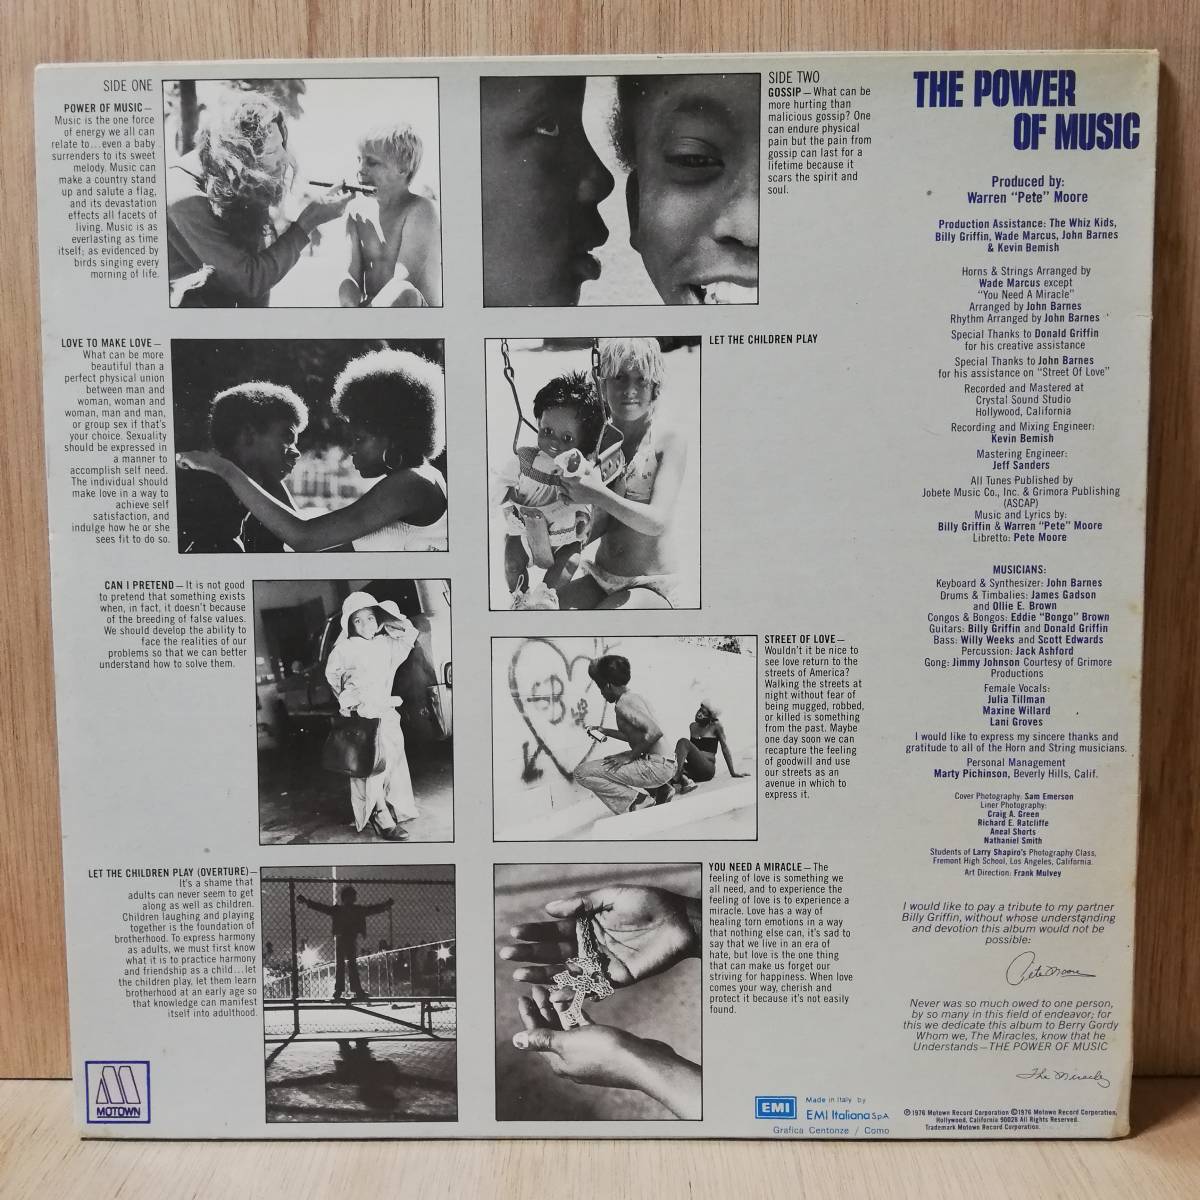 SIDE ONE
POWER OF MUSIC—
Music is the one force
of energy we all can
relate to...even a baby
surrenders to its sweet
melody. Music can
make a country stand
up and salute a flag,
and its devastation
effects all facets of
living. Music is as
everlasting as time
itself; as evidenced by
birds singing every
morning of life.
LOVE TO MAKE LOVE—
What can be more
beautiful than a
perfect physical union
between man and
woman, woman and
woman, man and man,
or group sex if that's
your choice. Sexuality
should be expressed in
a manner to
accomplish self need.
The individual should
make love in a way to
achieve self
satisfaction, and
indulge how he or she
sees fit to do so.
CAN I PRETEND—It is not good
to pretend that something exists
when, in fact, it doesn't because
of the breeding of false values.
We should develop the ability to
face the realities of our
problems so that we can better
understand how to solve them.
LET THE CHILDREN PLAY (OVERTURE)—
It's a shame that
adults can never seem to get
along as well as children.
Children laughing and playing
together is the foundation of
brotherhood. To express harmony
as adults, we must first know
what it is to practice harmony
and friendship as a child...let
the children play, let them learn
brotherhood at an early age so
that knowledge can manifest
itself into adulthood.
MOTOWN
SIDE TWO
GOSSIP—What can be
more hurting than
malicious gossip? One
can endure physical
pain but the pain from
gossip can last for a
lifetime because it
scars the spirit and
soul.
LET THE CHILDREN PLAY
STREET OF LOVE—
Wouldn't it be nice to
see love return to the
streets of America?
Walking the streets at
night without fear of
being mugged, robbed,
or killed is something
from the past. Maybe
one day soon we can
recapture the feeling
of goodwill and use
our streets as an
avenue in which to
express it.
YOU NEED A MIRACLE—The
feeling of love is something we
all need, and to experience the
feeling of love is to experience a
miracle. Love has a way of
healing torn emotions in a way
that nothing else can, it's sad to
say that we live in an era of
hate, but love is the one thing
that can make us forget our
striving for happiness. When love
comes your way, cherish and
protect it because it's not easily
found.
EMI
Made in Italy by
EMI Italiana S.p.A.
Grafica Centonze / Como
THE POWER
OF MUSIC
Produced by:
Warren "Pete" Moore
Production Assistance: The Whiz Kids,
Billy Griffin, Wade Marcus, John Barnes
& Kevin Bemish
Horns & Strings Arranged by
Wade Marcus except
"You Need A Miracle"
Arranged by John Barnes
Rhythm Arranged by John Barnes
Special Thanks to Donald Griffin
for his creative assistance
Special Thanks to John Barnes
for his assistance on "Street Of Love"
Recorded and Mastered at
Crystal Sound Studio
Hollywood, California
Recording and Mixing Engineer:
Kevin Bemish
Mastering Engineer:
Jeff Sanders
All Tunes Published by
Jobete Music Co., Inc. & Grimora Publishing
(ASCAP)
Music and Lyrics by:
Billy Griffin & Warren "Pete" Moore
Libretto: Pete Moore
MUSICIANS:
Keyboard & Synthesizer: John Barnes
Drums & Timbalies: James Gadson
and Ollie E. Brown
Congos & Bongos: Eddie "Bongo" Brown
Guitars: Billy Griffin and Donald Griffin
Bass: Willy Weeks and Scott Edwards
Percussion: Jack Ashford
Gong: Jimmy Johnson Courtesy of Grimore
Productions
Female Vocals:
Julia Tillman
Maxine Willard
Lani Groves
I would like to express my sincere thanks and
gratitude to all of the Horn and String musicians.
Personal Management
Marty Pichinson, Beverly Hills, Calif.
Cover Photography: Sam Emerson
Liner Photography:
Craig A. Green
Richard E. Ratcliffe
Aneal Shorts
Nathaniel Smith
Students of Larry Shapiro's Photography Class,
Fremont High School, Los Angeles, California.
Art Direction: Frank Mulvey
I would like to pay a tribute to my partner
Billy Griffin, without whose understanding
and devotion this album would not be
possible:
Pete Moore
Never was so much owed to one person,
by so many in this field of endeavor; for
this we dedicate this album to Berry Gordy
Whom we, The Miracles, know that he
Understands—THE POWER OF MUSIC
The Miracles
℗1976 Motown Record Corporation ©1976 Motown Record Corporation,
Hollywood, California 90028 All Rights Reserved.
Trademark Motown Record Corporation.